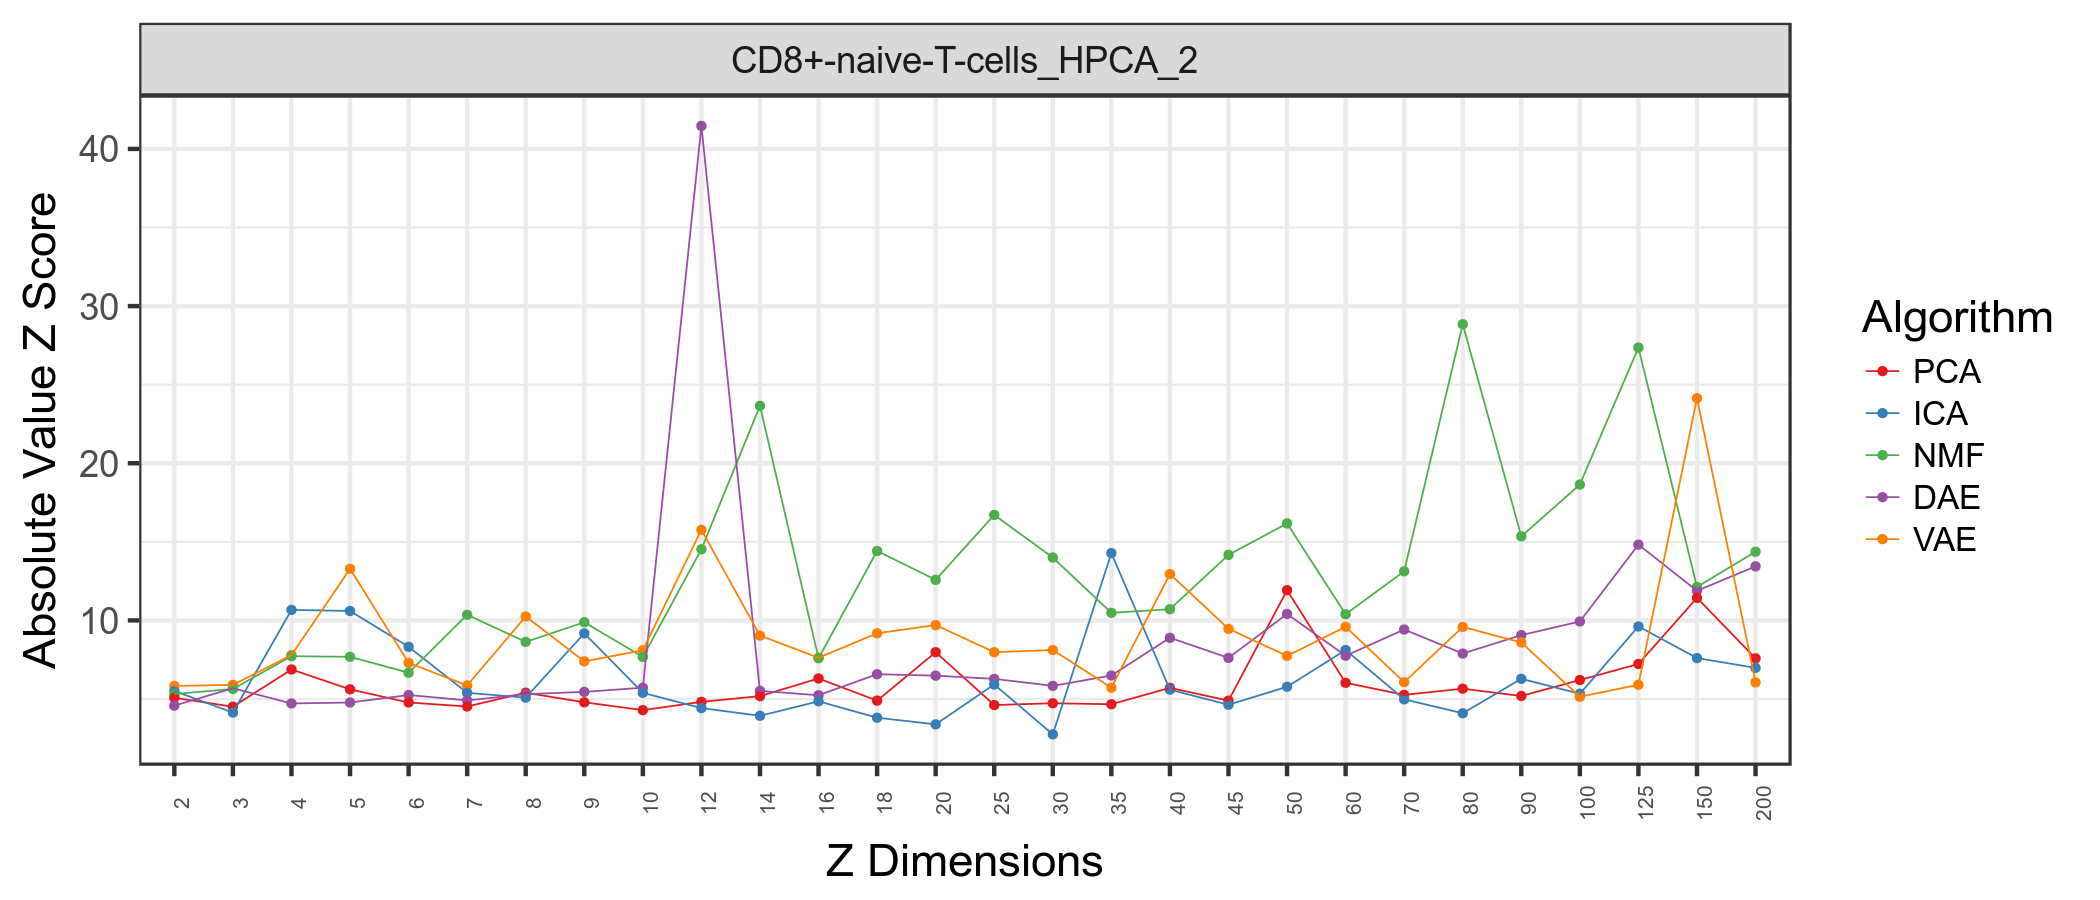 CD8+-naive-T-cells_HPCA_2
Absolute Value Z Score
40
30
20
10
2 3 4 5 6 7 8 9 10 12 14 16 18 20 25 30 35 40 45 50 60 70 80 90 100 125 150 200
Z Dimensions
Algorithm
PCA
ICA
NMF
DAE
VAE